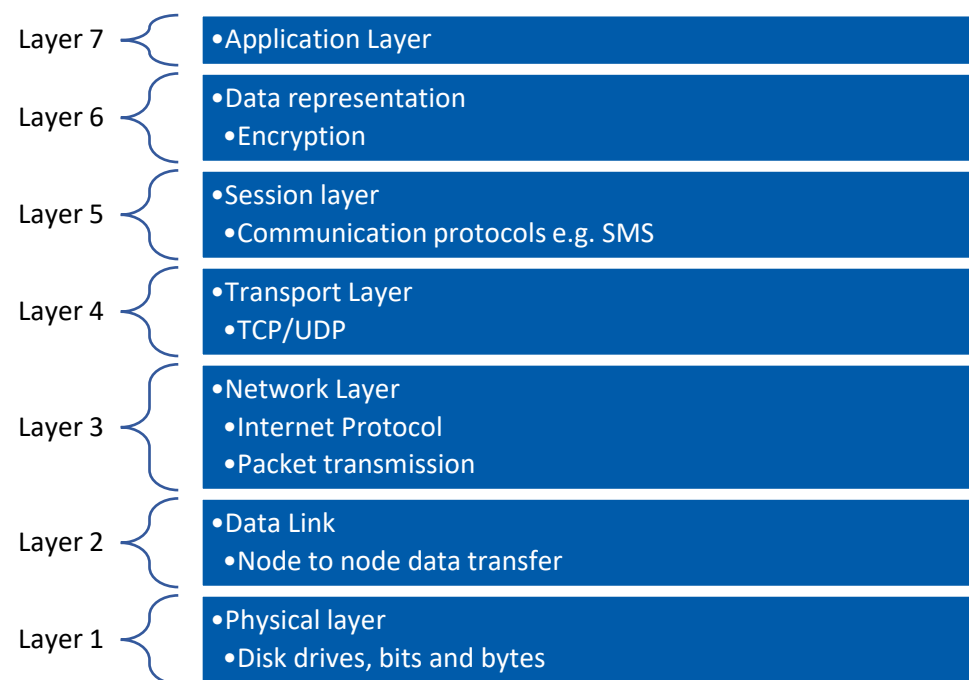 Layer 7
•Application Layer
Layer 6
•Data representation
•Encryption
Layer 5
•Session layer
•Communication protocols e.g. SMS
Layer 4
•Transport Layer
•TCP/UDP
Layer 3
•Network Layer
•Internet Protocol
•Packet transmission
Layer 2
•Data Link
•Node to node data transfer
Layer 1
•Physical layer
•Disk drives, bits and bytes